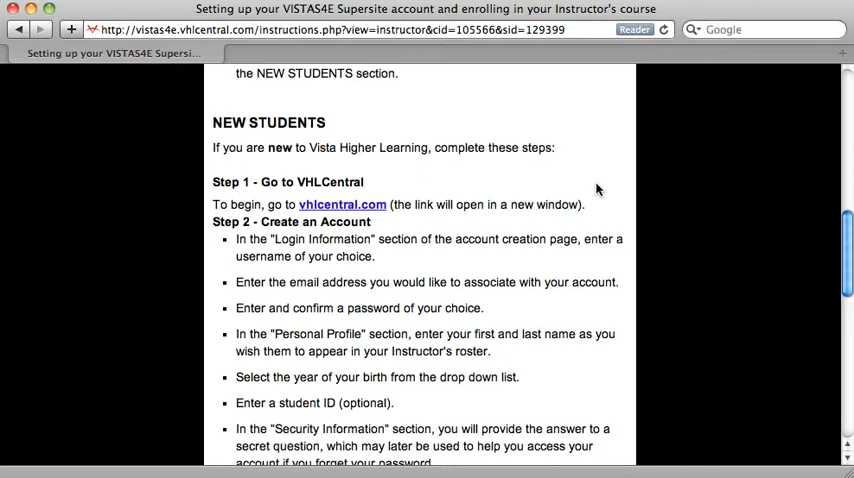 Setting up your VISTAS4E Supersite account and enrolling in your Instructor's course
http://vistas4e.vhlcentral.com/instructions.php?view=instructor&cid=105566&sid=129399
Reader
Google
Setting up your VISTAS4E Supersi...
the NEW STUDENTS section.
NEW STUDENTS
If you are new to Vista Higher Learning, complete these steps:
Step 1 - Go to VHLCentral
To begin, go to vhlcentral.com (the link will open in a new window).
Step 2 - Create an Account
In the "Login Information" section of the account creation page, enter a
username of your choice.
Enter the email address you would like to associate with your account.
Enter and confirm a password of your choice.
In the "Personal Profile" section, enter your first and last name as you
wish them to appear in your Instructor's roster.
Select the year of your birth from the drop down list.
Enter a student ID (optional).
In the "Security Information" section, you will provide the answer to a
secret question, which may later be used to help you access your
account if you forget your password.